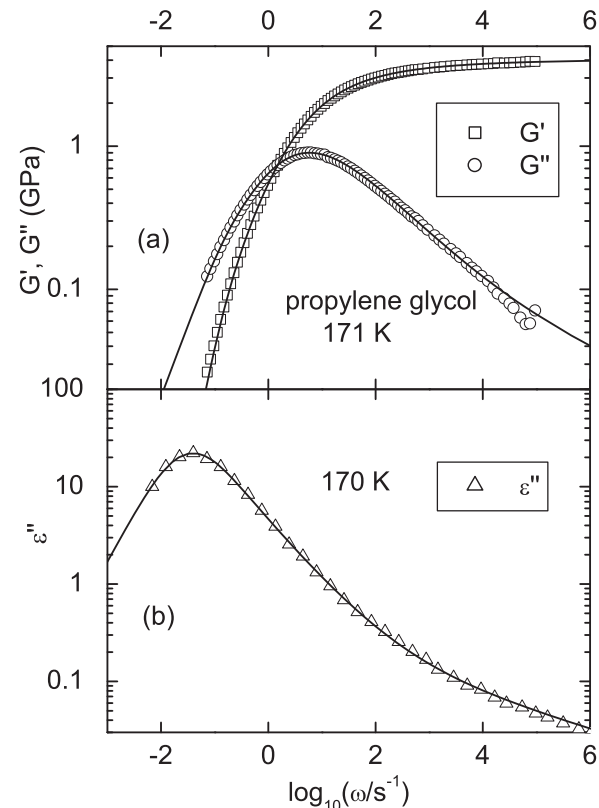 -2 0 2 4 6
1
0.1
G', G'' (GPa)
G'
G''
(a)
propylene glycol
171 K
100
10
1
0.1
ε''
170 K
ε''
(b)
-2 0 2 4 6
log₁₀(ω/s⁻¹)